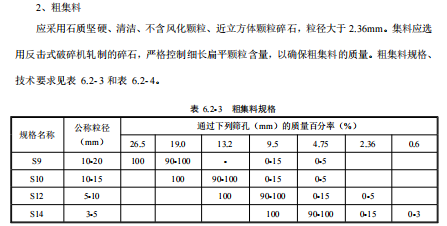 2、粗集料
应采用石质坚硬、清洁、不含风化颗粒、近立方体颗粒碎石，粒径大于 2.36mm。集料应选
用反击式破碎机轧制的碎石，严格控制细长扁平颗粒含量，以确保粗集料的质量。粗集料规格、
技术要求见表 6.2-3 和表 6.2-4。
表 6.2-3 粗集料规格
规格名称 公称粒径（mm） 通过下列筛孔（mm）的质量百分率（%）
26.5 19.0 13.2 9.5 4.75 2.36 0.6
S9 10-20 100 90-100 - 0-15 0-5
S10 10-15 100 90-100 0-15 0-5
S12 5-10 100 90-100 0-15 0-5
S14 3-5 100 90-100 0-15 0-3